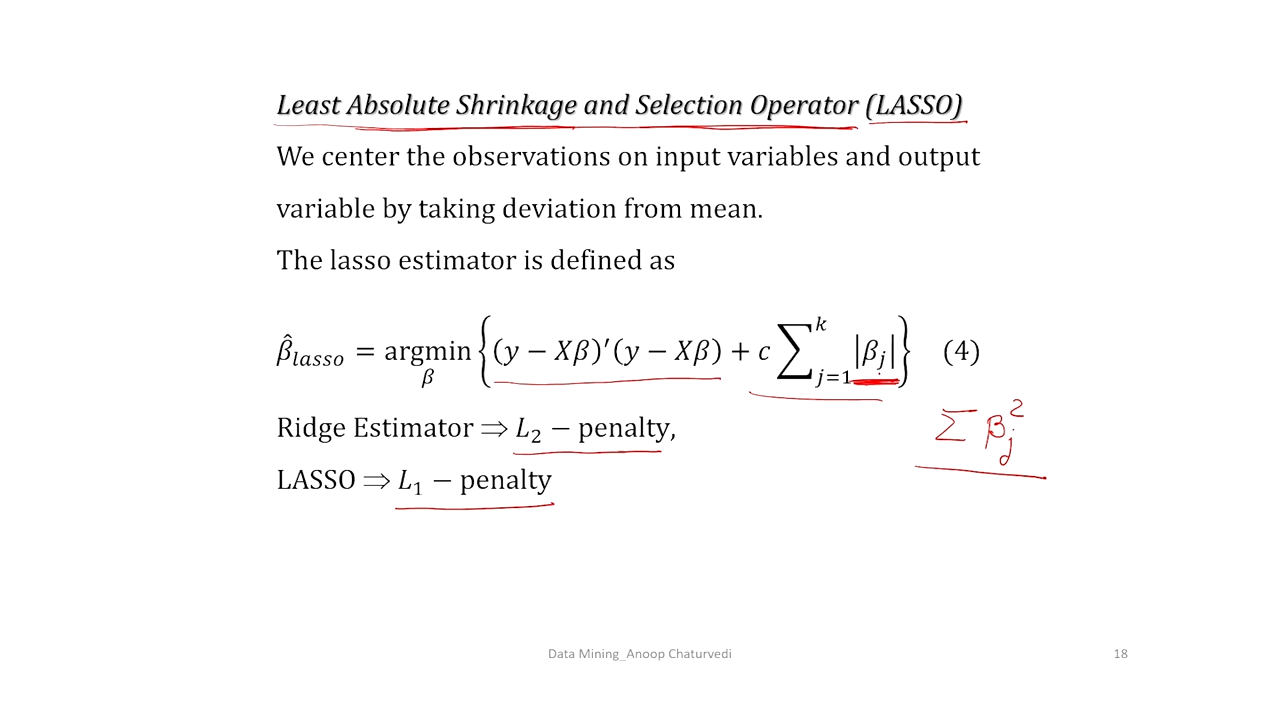 Least Absolute Shrinkage and Selection Operator (LASSO)
We center the observations on input variables and output
variable by taking deviation from mean.
The lasso estimator is defined as
β̂_lasso = argmin_β {(y − Xβ)′(y − Xβ) + c ∑_{j=1}^{k} |β_j|} (4)
∑ β_j^2
Ridge Estimator ⟹ L₂ − penalty,
LASSO ⟹ L₁ − penalty
Data Mining_Anoop Chaturvedi
18